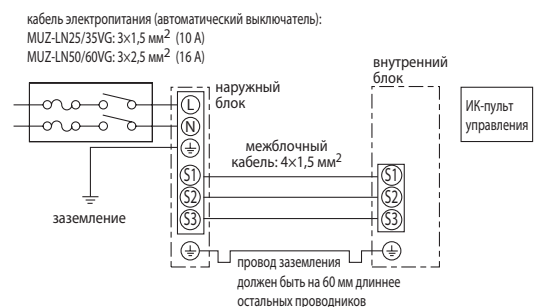 кабель электропитания (автоматический выключатель):
MUZ-LN25/35VG: 3×1,5 мм² (10 А)
MUZ-LN50/60VG: 3×2,5 мм² (16 А)
наружный
блок
внутренний
блок
ИК-пульт
управления
L
N
межблочный
кабель: 4×1,5 мм²
S1
S1
S2
S2
S3
S3
заземление
провод заземления
должен быть на 60 мм длиннее
остальных проводников